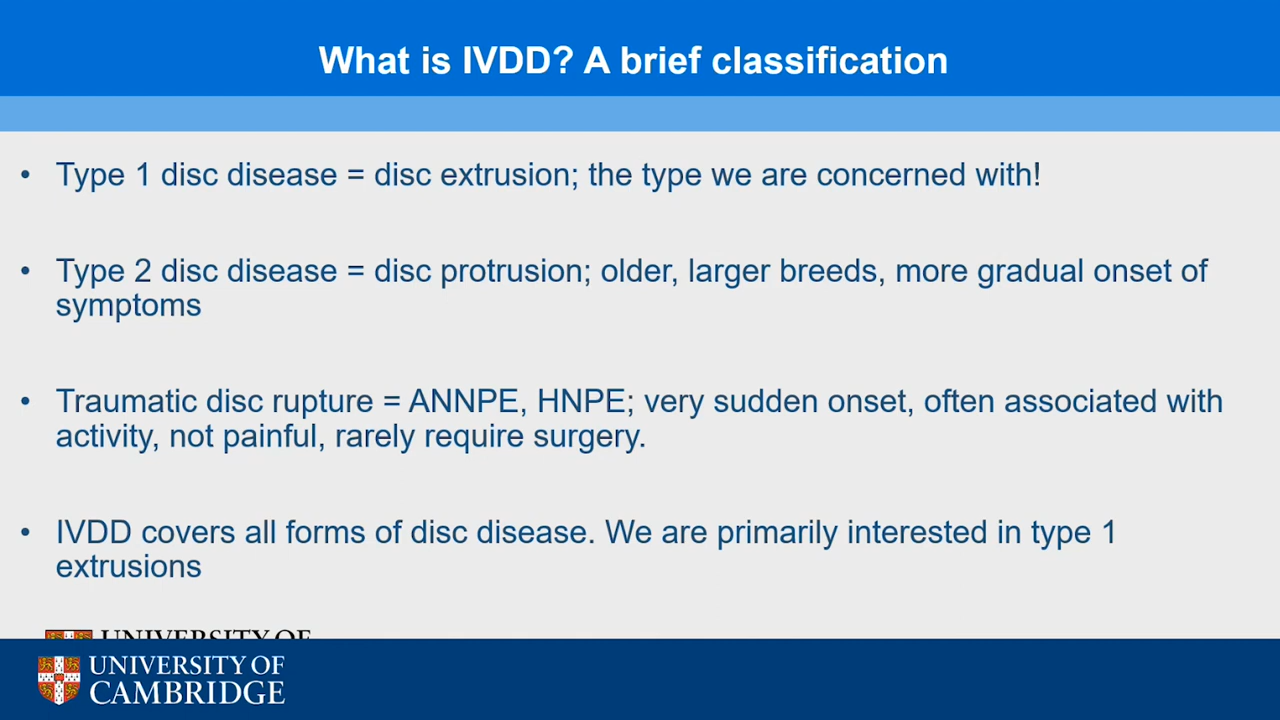 What is IVDD? A brief classification
• Type 1 disc disease = disc extrusion; the type we are concerned with!
• Type 2 disc disease = disc protrusion; older, larger breeds, more gradual onset of
symptoms
• Traumatic disc rupture = ANNPE, HNPE; very sudden onset, often associated with
activity, not painful, rarely require surgery.
• IVDD covers all forms of disc disease. We are primarily interested in type 1
extrusions
UNIVERSITY OF
UNIVERSITY OF
CAMBRIDGE